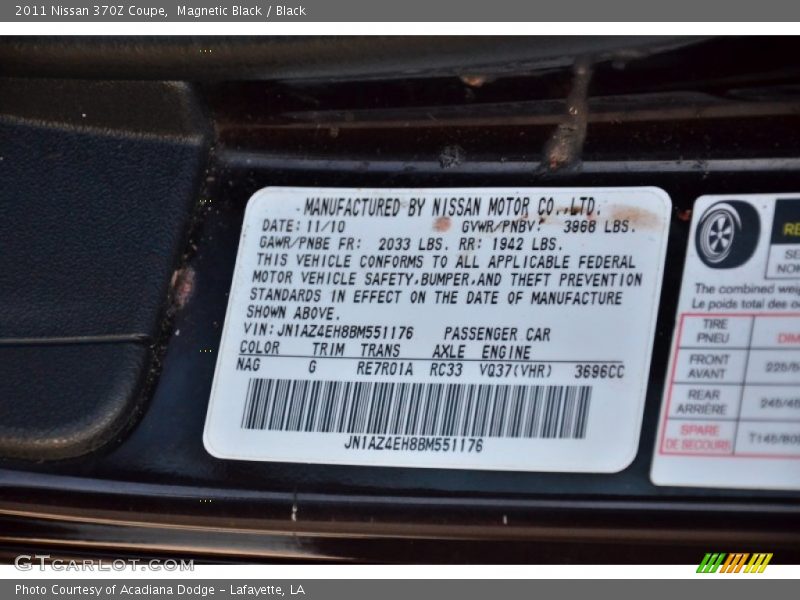 2011 Nissan 370Z Coupe,  Magnetic Black / Black
MANUFACTURED BY NISSAN MOTOR CO.,LTD.
DATE: 11/10 GVWR/PNBV: 3968 LBS.
GAWR/PNBE FR: 2033 LBS. RR: 1942 LBS.
THIS VEHICLE CONFORMS TO ALL APPLICABLE FEDERAL
MOTOR VEHICLE SAFETY,BUMPER,AND THEFT PREVENTION
STANDARDS IN EFFECT ON THE DATE OF MANUFACTURE
SHOWN ABOVE.
VIN: JN1AZ4EH8BM551176 PASSENGER CAR
COLOR TRIM TRANS AXLE ENGINE
NAG G RE7R01A RC33 VQ37(VHR) 3696CC
JN1AZ4EH8BM551176
The combined
Le poids total des
TIRE
PNEU
FRONT
AVANT
REAR
ARRIÈRE
SPARE
DE SECOURS
GTCARLOT.COM
Photo Courtesy of Acadiana Dodge - Lafayette, LA